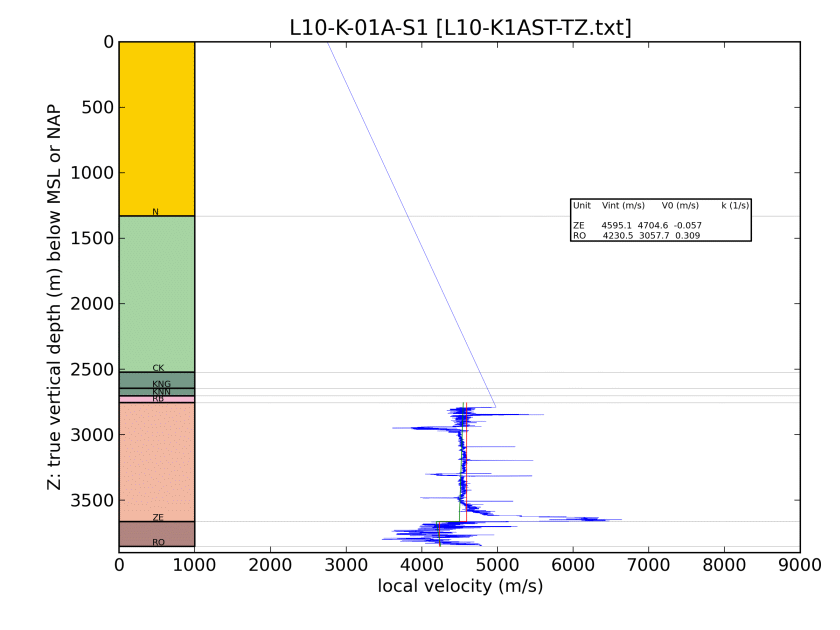 L10-K-01A-S1 [L10-K1AST-TZ.txt]
Z: true vertical depth (m) below MSL or NAP
0
500
1000
1500
2000
2500
3000
3500
N
CK
KNG
KNN
RB
ZE
RO
Unit Vint (m/s) V0 (m/s) k (1/s)
ZE 4595.1 4704.6 -0.057
RO 4230.5 3057.7 0.309
0 1000 2000 3000 4000 5000 6000 7000 8000 9000
local velocity (m/s)